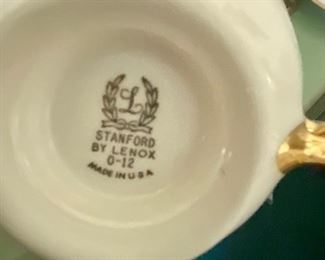 L
STANFORD
BY LENOX
O-12
MADE IN U S A